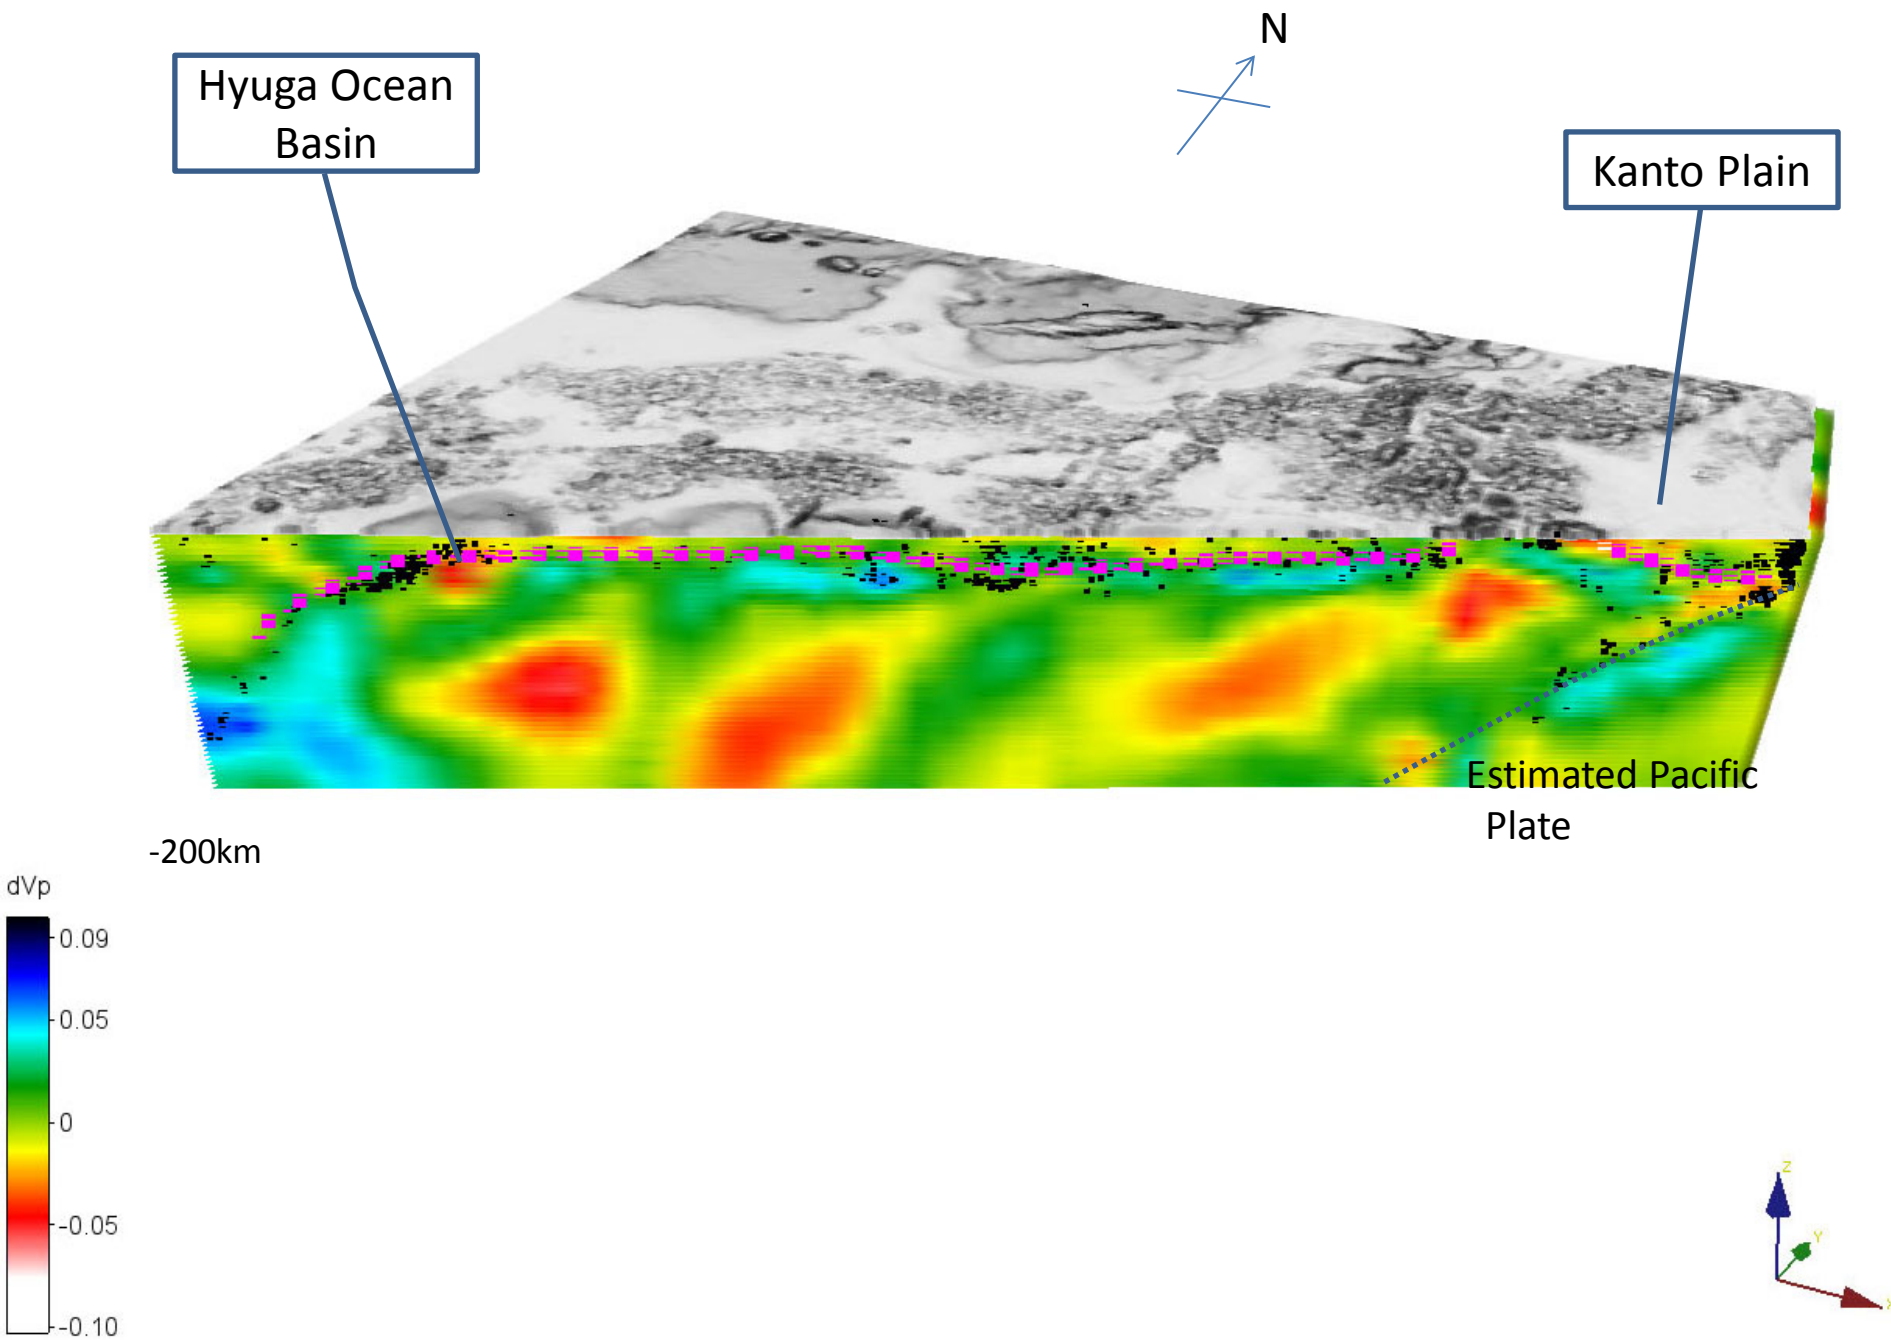 N
Hyuga Ocean
Basin
Kanto Plain
Estimated Pacific
Plate
-200km
dVp
0.09
0.05
0
-0.05
-0.10
Z
Y
X